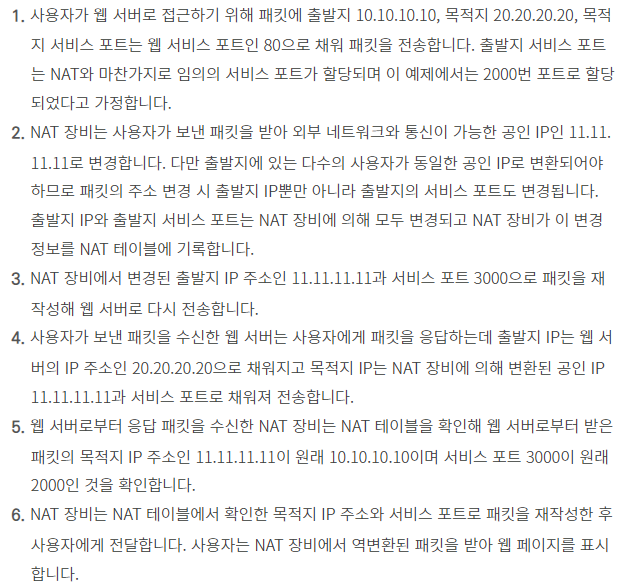 1. 사용자가 웹 서버로 접근하기 위해 패킷에 출발지 10.10.10.10, 목적지 20.20.20.20, 목적
지 서비스 포트는 웹 서비스 포트인 80으로 채워 패킷을 전송합니다. 출발지 서비스 포트
는 NAT와 마찬가지로 임의의 서비스 포트가 할당되며 이 예제에서는 2000번 포트로 할당
되었다고 가정합니다.
2. NAT 장비는 사용자가 보낸 패킷을 받아 외부 네트워크와 통신이 가능한 공인 IP인 11.11.
11.11로 변경합니다. 다만 출발지에 있는 다수의 사용자가 동일한 공인 IP로 변환되어야
하므로 패킷의 주소 변경 시 출발지 IP뿐만 아니라 출발지의 서비스 포트도 변경됩니다.
출발지 IP와 출발지 서비스 포트는 NAT 장비에 의해 모두 변경되고 NAT 장비가 이 변경
정보를 NAT 테이블에 기록합니다.
3. NAT 장비에서 변경된 출발지 IP 주소인 11.11.11.11과 서비스 포트 3000으로 패킷을 재
작성해 웹 서버로 다시 전송합니다.
4. 사용자가 보낸 패킷을 수신한 웹 서버는 사용자에게 패킷을 응답하는데 출발지 IP는 웹 서
버의 IP 주소인 20.20.20.20으로 채워지고 목적지 IP는 NAT 장비에 의해 변환된 공인 IP
11.11.11.11과 서비스 포트로 채워져 전송합니다.
5. 웹 서버로부터 응답 패킷을 수신한 NAT 장비는 NAT 테이블을 확인해 웹 서버로부터 받은
패킷의 목적지 IP 주소인 11.11.11.11이 원래 10.10.10.10이며 서비스 포트 3000이 원래
2000인 것을 확인합니다.
6. NAT 장비는 NAT 테이블에서 확인한 목적지 IP 주소와 서비스 포트로 패킷을 재작성한 후
사용자에게 전달합니다. 사용자는 NAT 장비에서 역변환된 패킷을 받아 웹 페이지를 표시
합니다.